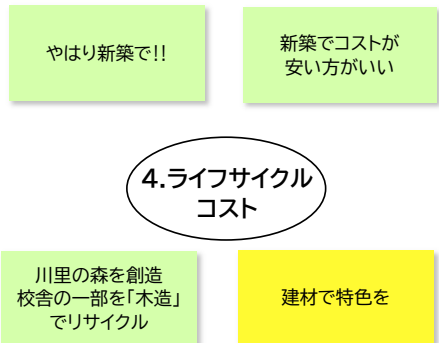 やはり新築で!!
新築でコストが
安い方がいい
4.ライフサイクル
コスト
川里の森を創造
校舎の一部を「木造」
でリサイクル
建材で特色を